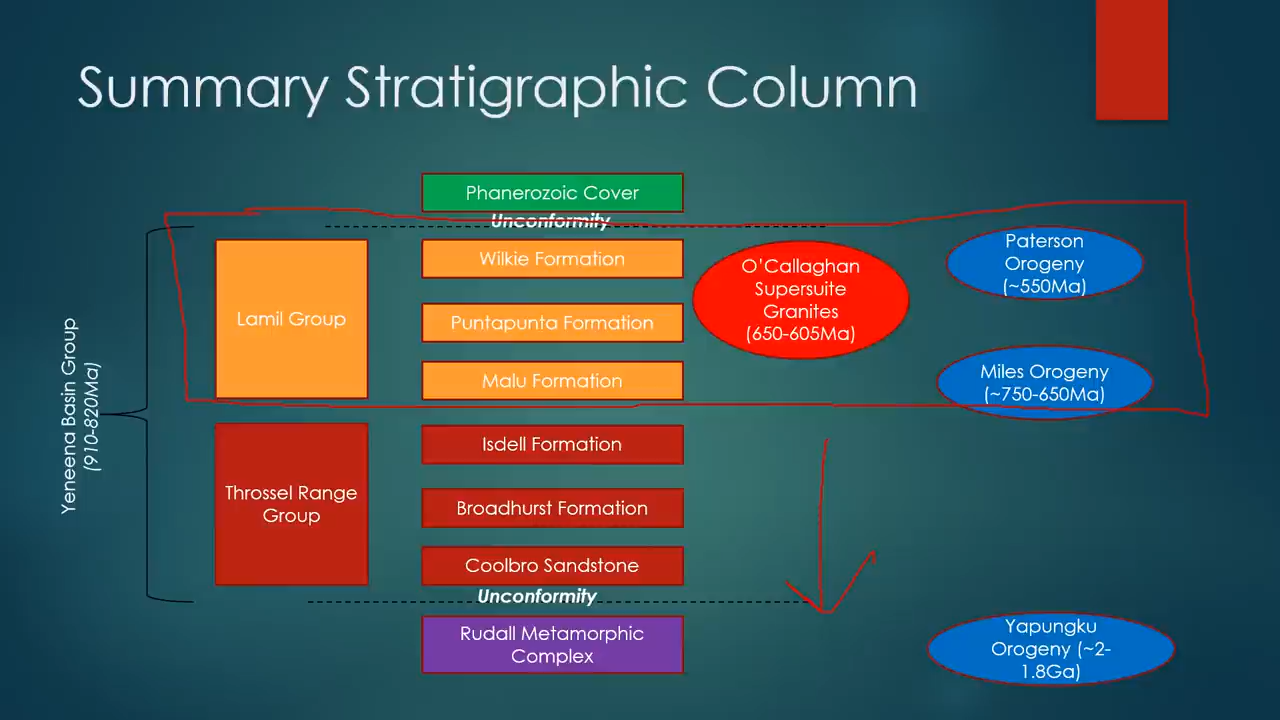 Summary Stratigraphic Column
Phanerozoic Cover
Unconformity
Yeneena Basin Group
(910-820Ma)
Lamil Group
Wilkie Formation
Puntapunta Formation
Malu Formation
O'Callaghan
Supersuite
Granites
(650-605Ma)
Paterson
Orogeny
(~550Ma)
Miles Orogeny
(~750-650Ma)
Throssel Range
Group
Isdell Formation
Broadhurst Formation
Coolbro Sandstone
Unconformity
Rudall Metamorphic
Complex
Yapungku
Orogeny (~2-
1.8Ga)